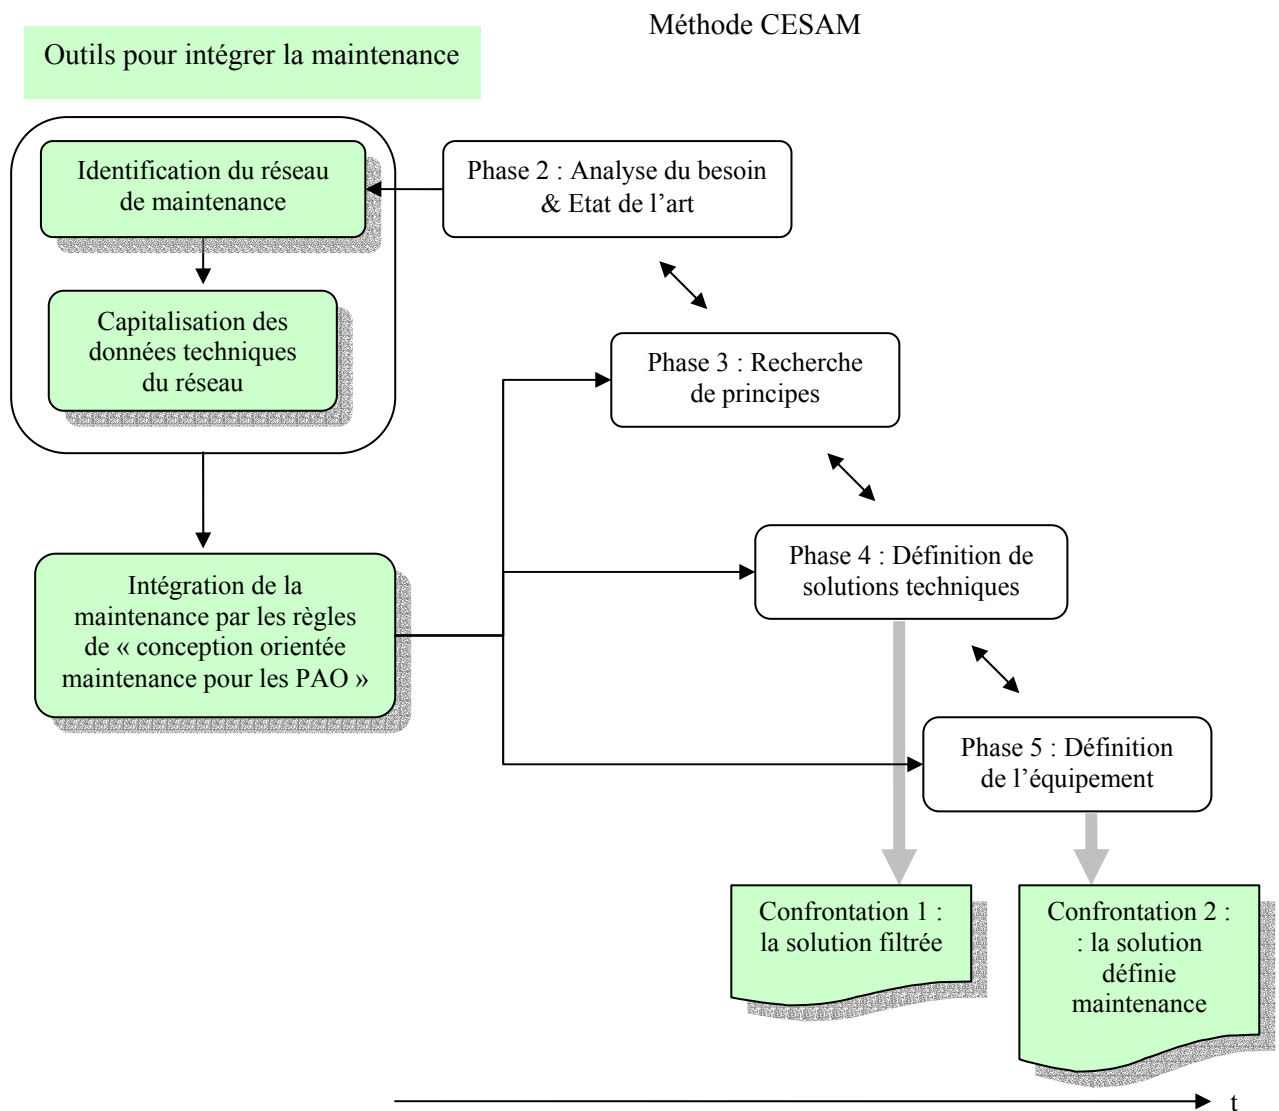 Méthode CESAM
Outils pour intégrer la maintenance
Identification du réseau
de maintenance
Phase 2 : Analyse du besoin
& Etat de l’art
Capitalisation des
données techniques
du réseau
Phase 3 : Recherche
de principes
Phase 4 : Définition de
solutions techniques
Intégration de la
maintenance par les règles
de « conception orientée
maintenance pour les PAO »
Phase 5 : Définition
de l’équipement
Confrontation 1 :
la solution filtrée
Confrontation 2 :
: la solution
définie
maintenance
t